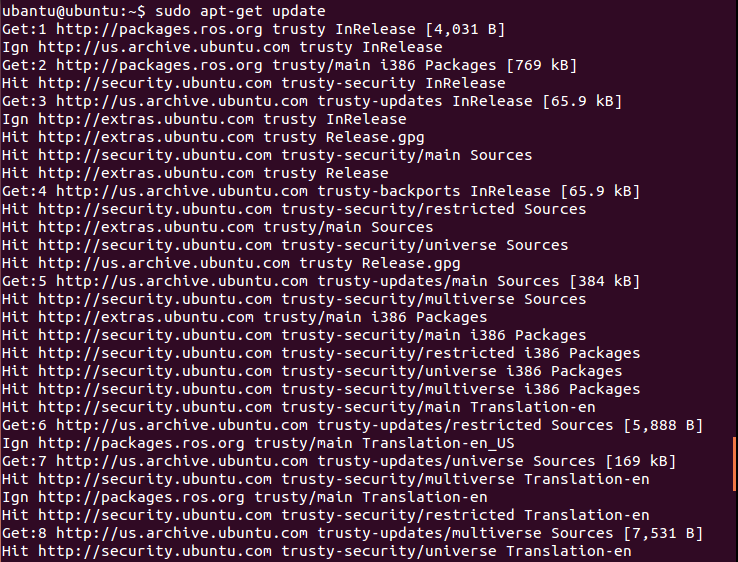 ubantu@ubuntu:~$ sudo apt-get update
Get:1 http://packages.ros.org trusty InRelease [4,031 B]
Ign http://us.archive.ubuntu.com trusty InRelease
Get:2 http://packages.ros.org trusty/main i386 Packages [769 kB]
Hit http://security.ubuntu.com trusty-security InRelease
Get:3 http://us.archive.ubuntu.com trusty-updates InRelease [65.9 kB]
Ign http://extras.ubuntu.com trusty InRelease
Hit http://extras.ubuntu.com trusty Release.gpg
Hit http://security.ubuntu.com trusty-security/main Sources
Hit http://extras.ubuntu.com trusty Release
Get:4 http://us.archive.ubuntu.com trusty-backports InRelease [65.9 kB]
Hit http://security.ubuntu.com trusty-security/restricted Sources
Hit http://extras.ubuntu.com trusty/main Sources
Hit http://security.ubuntu.com trusty-security/universe Sources
Hit http://us.archive.ubuntu.com trusty Release.gpg
Get:5 http://us.archive.ubuntu.com trusty-updates/main Sources [384 kB]
Hit http://security.ubuntu.com trusty-security/multiverse Sources
Hit http://extras.ubuntu.com trusty/main i386 Packages
Hit http://security.ubuntu.com trusty-security/main i386 Packages
Hit http://security.ubuntu.com trusty-security/restricted i386 Packages
Hit http://security.ubuntu.com trusty-security/universe i386 Packages
Hit http://security.ubuntu.com trusty-security/multiverse i386 Packages
Hit http://security.ubuntu.com trusty-security/main Translation-en
Get:6 http://us.archive.ubuntu.com trusty-updates/restricted Sources [5,888 B]
Ign http://packages.ros.org trusty/main Translation-en_US
Get:7 http://us.archive.ubuntu.com trusty-updates/universe Sources [169 kB]
Hit http://security.ubuntu.com trusty-security/multiverse Translation-en
Ign http://packages.ros.org trusty/main Translation-en
Hit http://security.ubuntu.com trusty-security/restricted Translation-en
Get:8 http://us.archive.ubuntu.com trusty-updates/multiverse Sources [7,531 B]
Hit http://security.ubuntu.com trusty-security/universe Translation-en